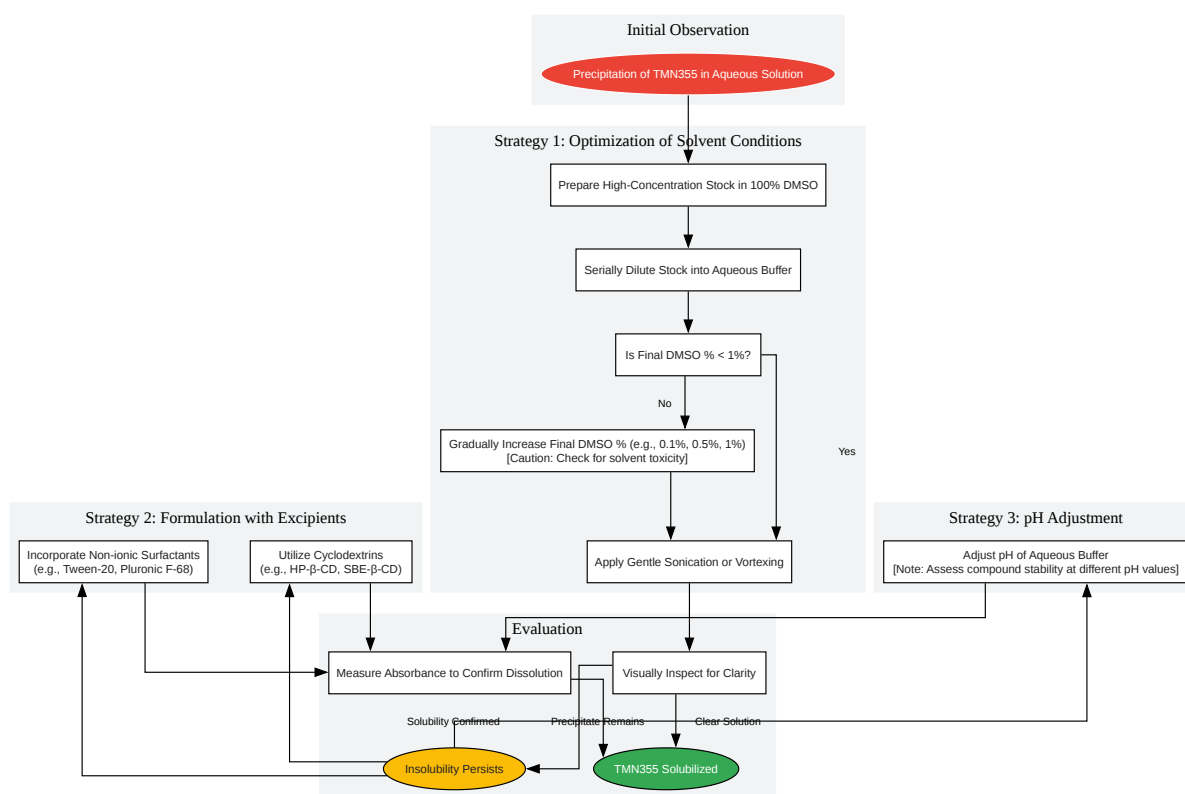 Initial Observation
Precipitation of TMN355 in Aqueous Solution
Strategy 1: Optimization of Solvent Conditions
Prepare High-Concentration Stock in 100% DMSO
Serially Dilute Stock into Aqueous Buffer
Is Final DMSO % < 1%?
No
Gradually Increase Final DMSO % (e.g., 0.1%, 0.5%, 1%)
[Caution: Check for solvent toxicity]
Yes
Apply Gentle Sonication or Vortexing
Strategy 2: Formulation with Excipients
Incorporate Non-ionic Surfactants
(e.g., Tween-20, Pluronic F-68)
Utilize Cyclodextrins
(e.g., HP-β-CD, SBE-β-CD)
Strategy 3: pH Adjustment
Adjust pH of Aqueous Buffer
[Note: Assess compound stability at different pH values]
Evaluation
Measure Absorbance to Confirm Dissolution
Visually Inspect for Clarity
Solubility Confirmed
Precipitate Remains
Clear Solution
Insolubility Persists
TMN355 Solubilized